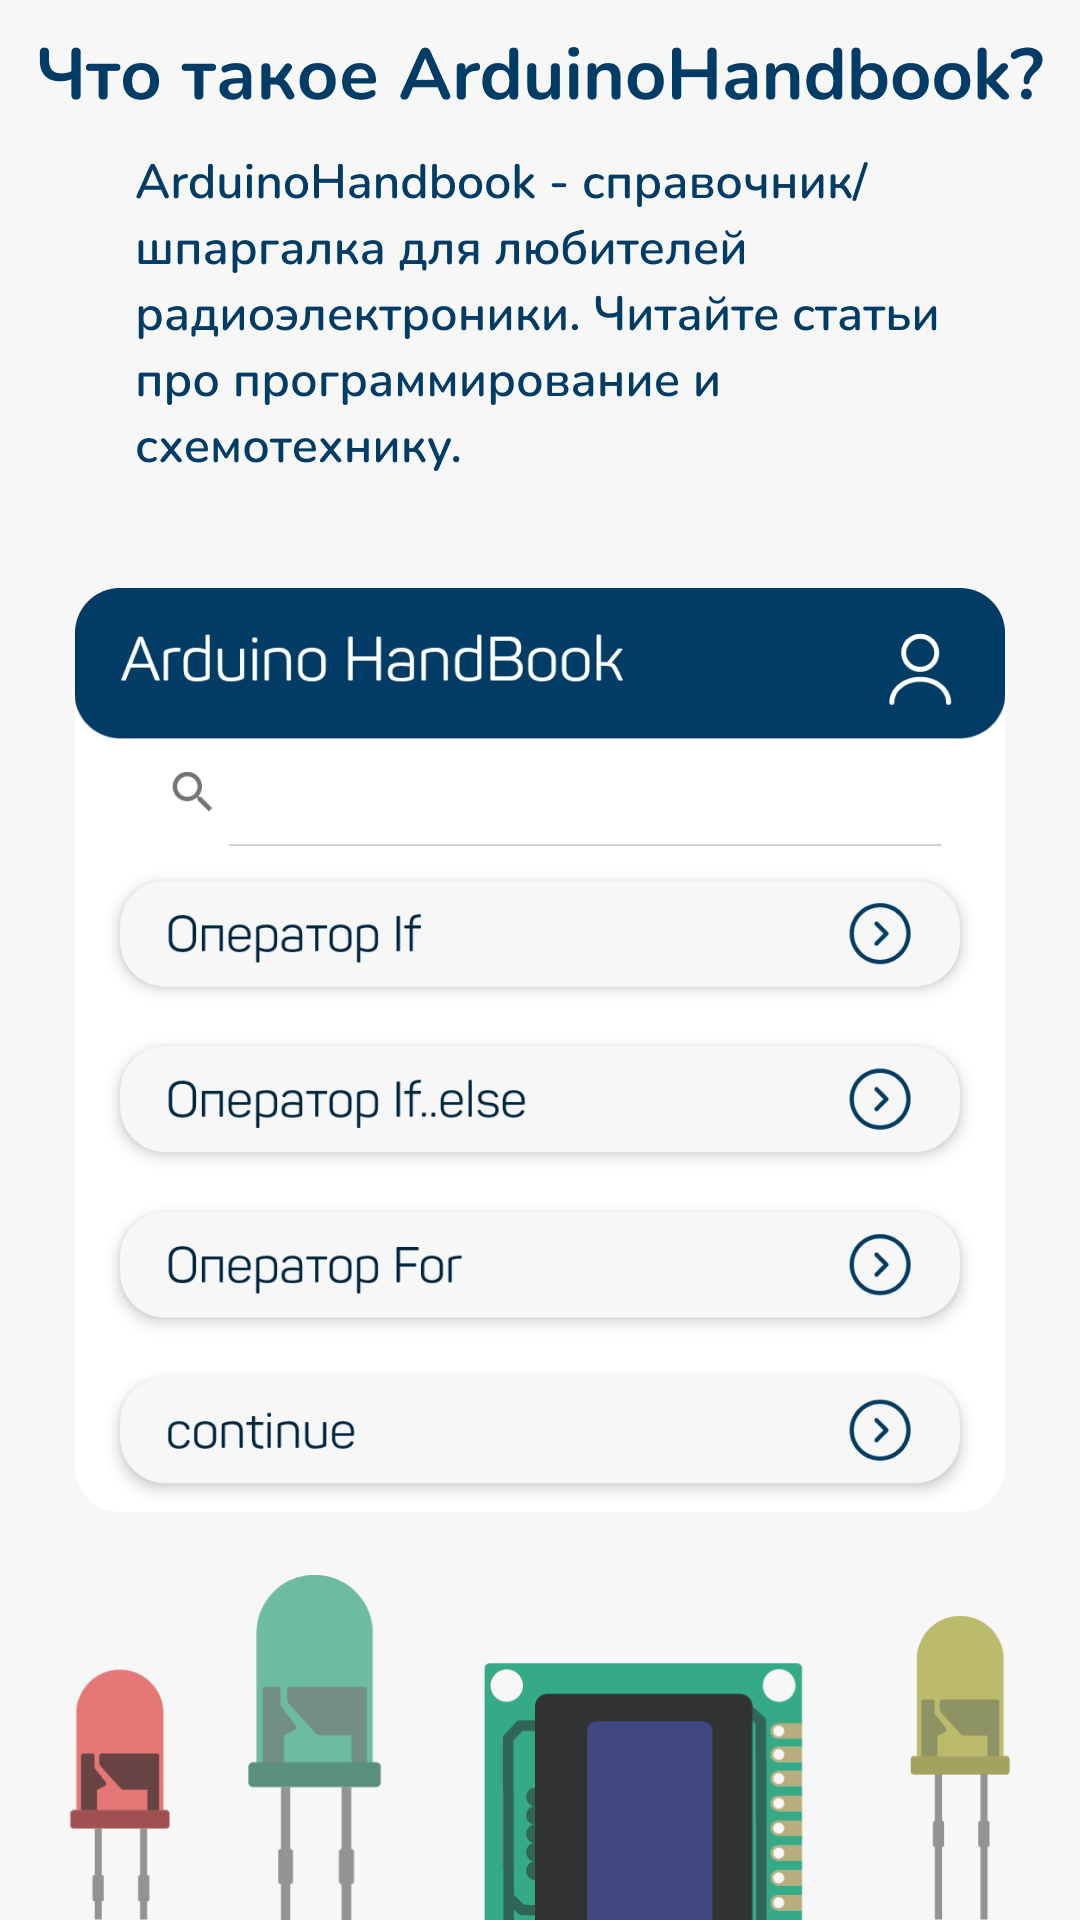 Что такое ArduinoHandbook?
ArduinoHandbook - справочник/
шпаргалка для любителей
радиоэлектроники. Читайте статьи
про программирование и
схемотехнику.
Arduino HandBook
Оператор If
Оператор If..else
Оператор For
continue